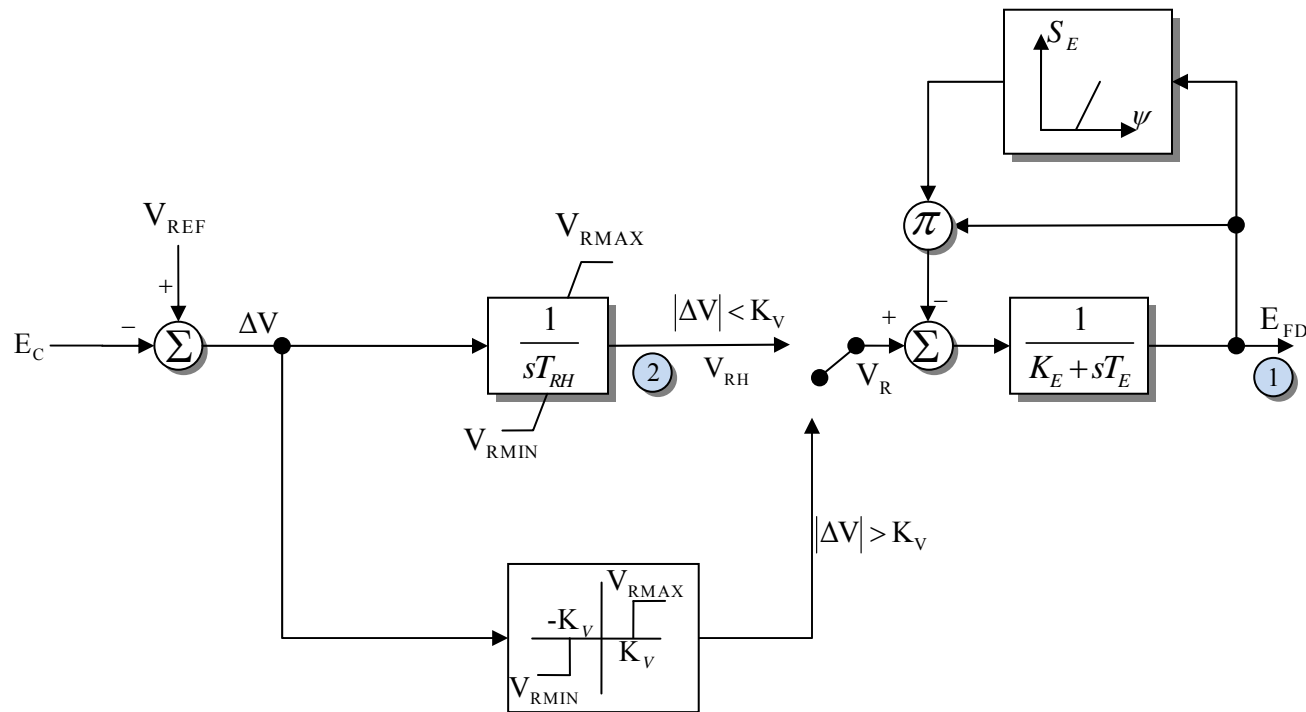 S_E
ψ
V_REF
V_RMAX
π
+
−
ΔV
E_C
Σ
1
sT_RH
|ΔV| < K_V
V_RH
2
V_RMIN
+
−
Σ
V_R
1
K_E + sT_E
E_FD
1
|ΔV| > K_V
V_RMAX
-K_V
K_V
V_RMIN